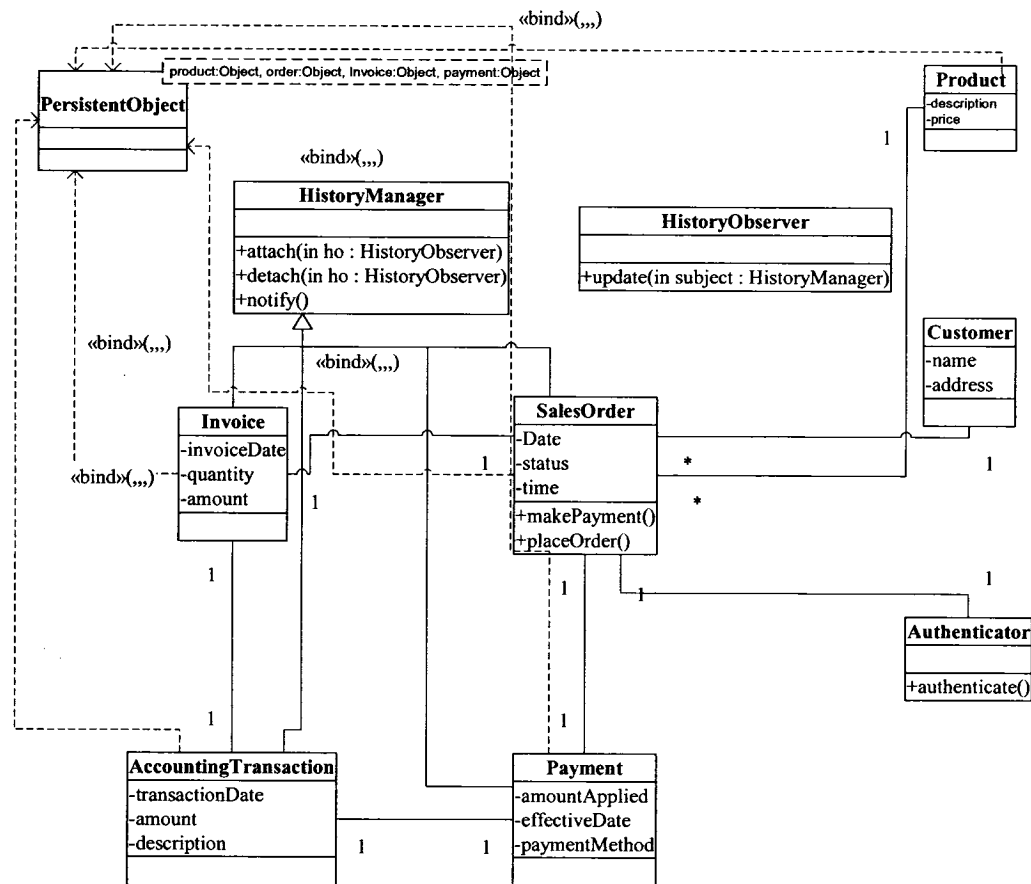 «bind»(,,,)
product:Object, order:Object, Invoice:Object, payment:Object
PersistentObject
Product
-description
-price
1
«bind»(,,,)
HistoryManager
+attach(in ho : HistoryObserver)
+detach(in ho : HistoryObserver)
+notify()
HistoryObserver
+update(in subject : HistoryManager)
«bind»(,,,)
«bind»(,,,)
Customer
-name
-address
Invoice
-invoiceDate
-quantity
-amount
«bind»(,,,)
SalesOrder
-Date
-status
-time
+makePayment()
+placeOrder()
1
*
1
1
*
1
1
1
1
Authenticator
+authenticate()
1
1
AccountingTransaction
-transactionDate
-amount
-description
Payment
-amountApplied
-effectiveDate
-paymentMethod
1
1